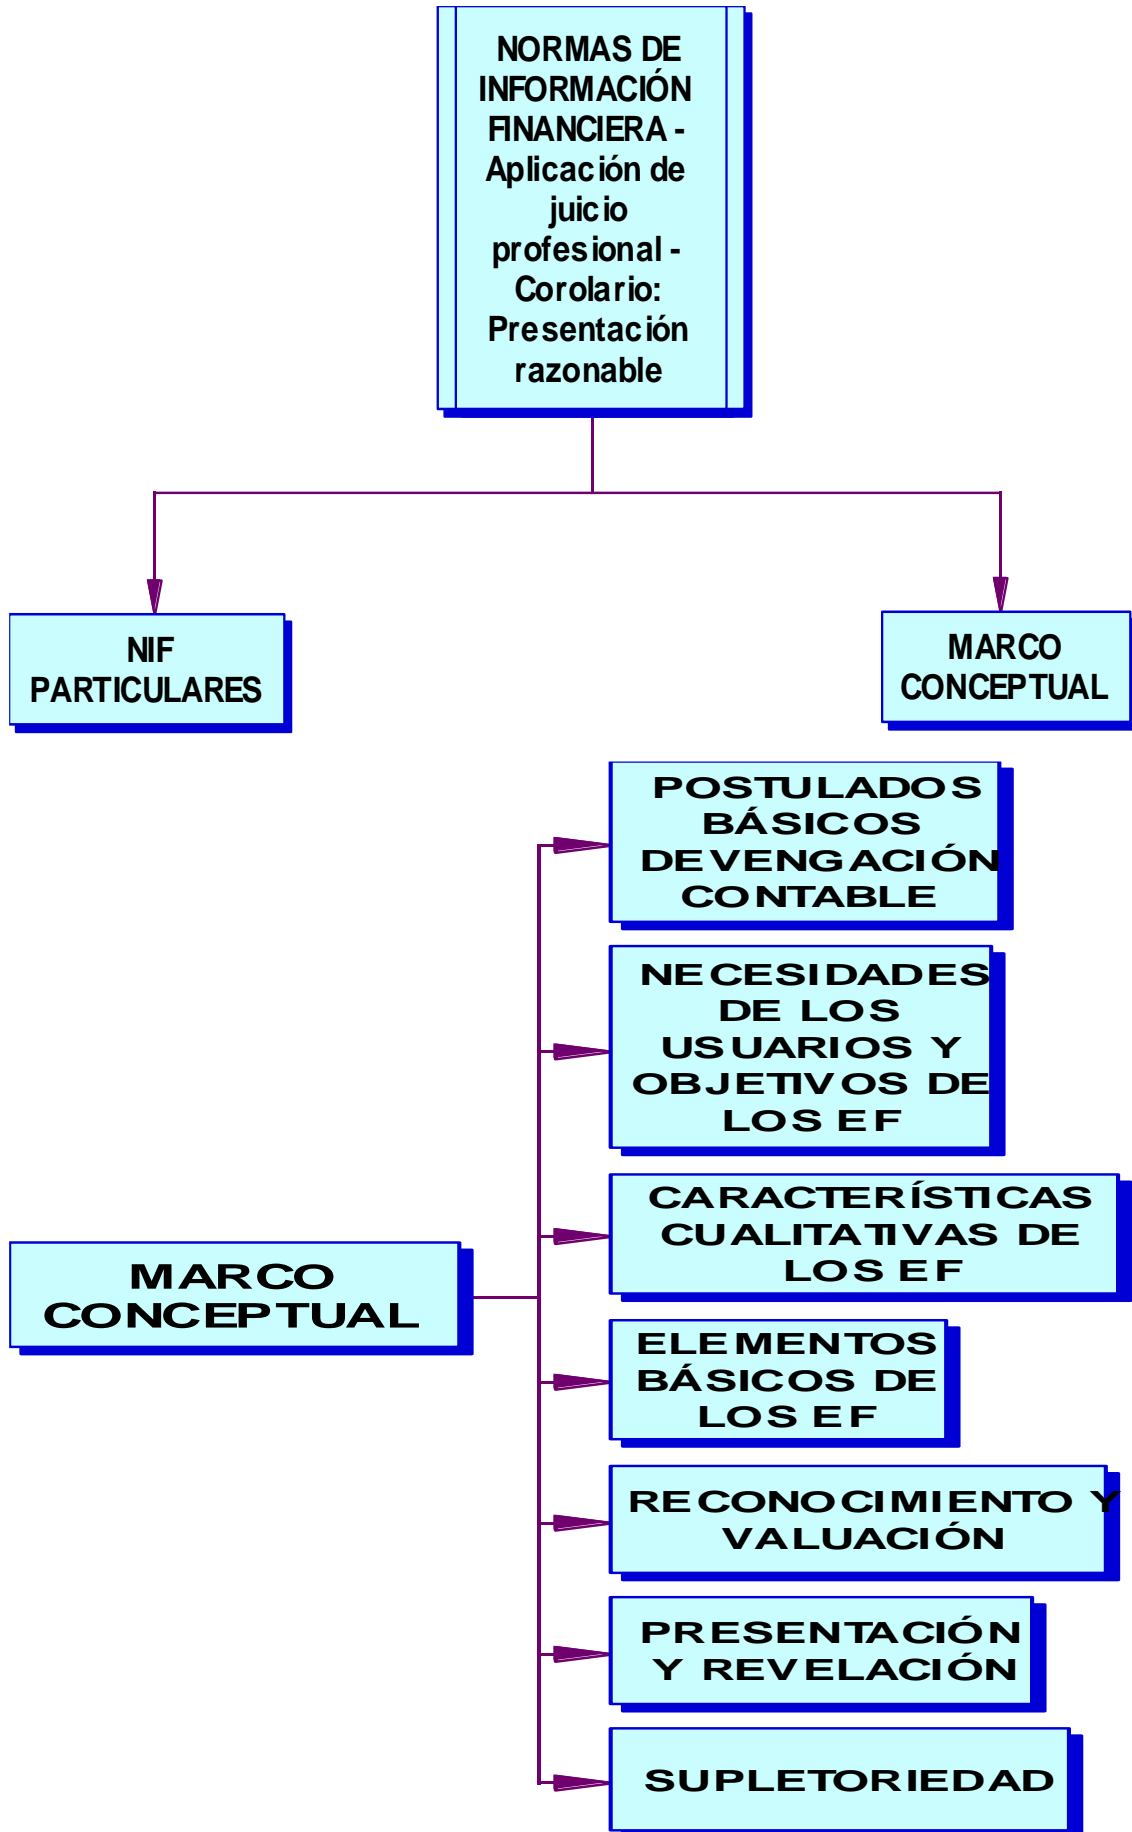 NORMAS DE
INFORMACIÓN
FINANCIERA -
Aplicación de
juicio
profesional -
Corolario:
Presentación
razonable
NIF
PARTICULARES
MARCO
CONCEPTUAL
MARCO
CONCEPTUAL
POSTULADOS
BÁSICOS
DEVENGACIÓN
CONTABLE
NECESIDADES
DE LOS
USUARIOS Y
OBJETIVOS DE
LOS EF
CARACTERÍSTICAS
CUALITATIVAS DE
LOS EF
ELEMENTOS
BÁSICOS DE
LOS EF
RECONOCIMIENTO Y
VALUACIÓN
PRESENTACIÓN
Y REVELACIÓN
SUPLETORIEDAD